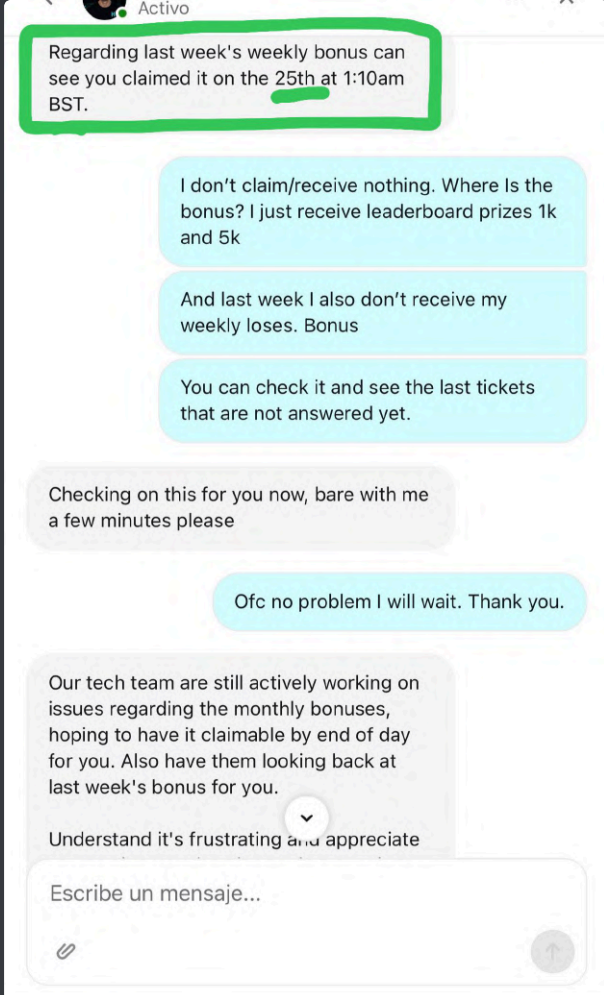 Activo
Regarding last week's weekly bonus can
see you claimed it on the 25th at 1:10am
BST.
I don’t claim/receive nothing. Where Is the
bonus? I just receive leaderboard prizes 1k
and 5k
And last week I also don’t receive my
weekly loses. Bonus
You can check it and see the last tickets
that are not answered yet.
Checking on this for you now, bare with me
a few minutes please
Ofc no problem I will wait. Thank you.
Our tech team are still actively working on
issues regarding the monthly bonuses,
hoping to have it claimable by end of day
for you. Also have them looking back at
last week's bonus for you.
Understand it's frustrating and appreciate
Escribe un mensaje...